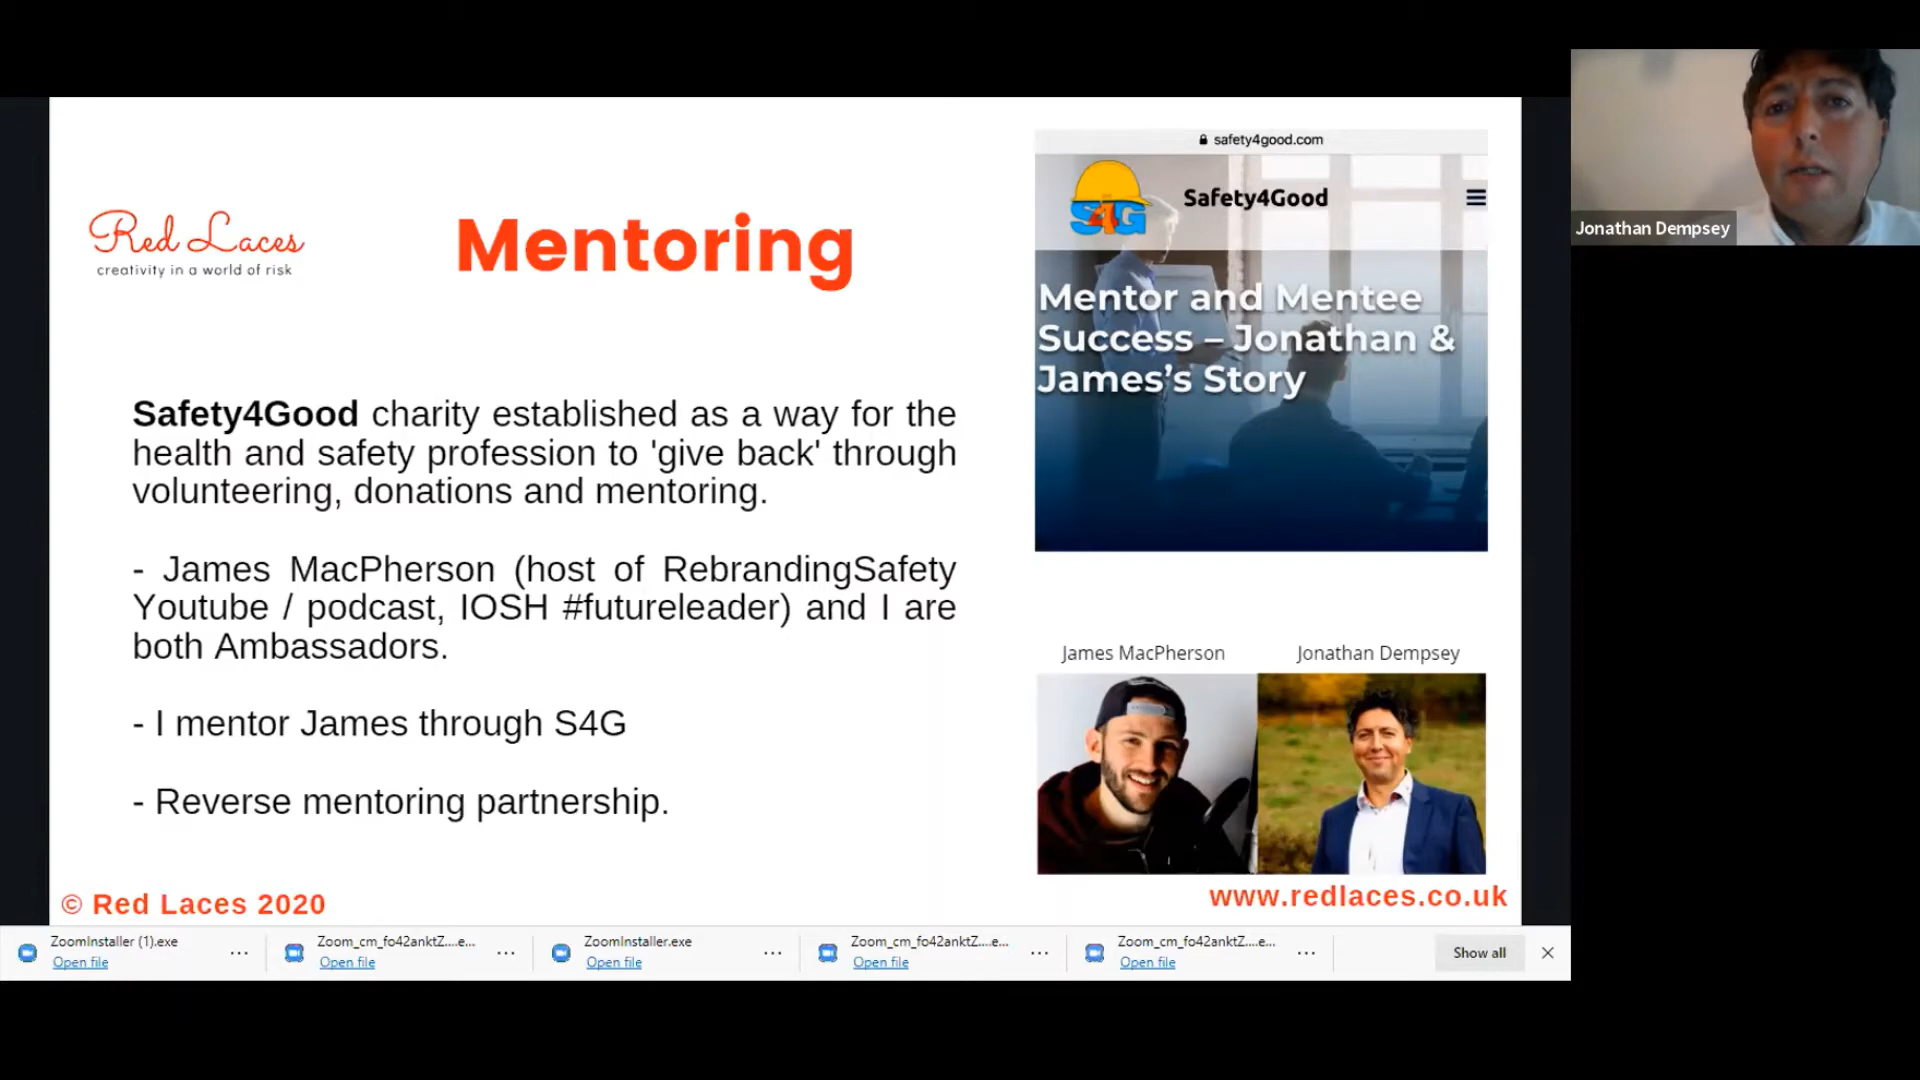 Red Laces
creativity in a world of risk
Mentoring
Safety4Good charity established as a way for the
health and safety profession to 'give back' through
volunteering, donations and mentoring.
- James MacPherson (host of RebrandingSafety
Youtube / podcast, IOSH #futureleader) and I are
both Ambassadors.
- I mentor James through S4G
- Reverse mentoring partnership.
© Red Laces 2020
safety4good.com
S4G
Safety4Good
Mentor and Mentee
Success – Jonathan &
James's Story
James MacPherson
Jonathan Dempsey
www.redlaces.co.uk
Jonathan Dempsey
ZoomInstaller (1).exe
Open file
Zoom_cm_fo42anktZ....e...
Open file
ZoomInstaller.exe
Open file
Zoom_cm_fo42anktZ....e...
Open file
Zoom_cm_fo42anktZ....e...
Open file
Show all